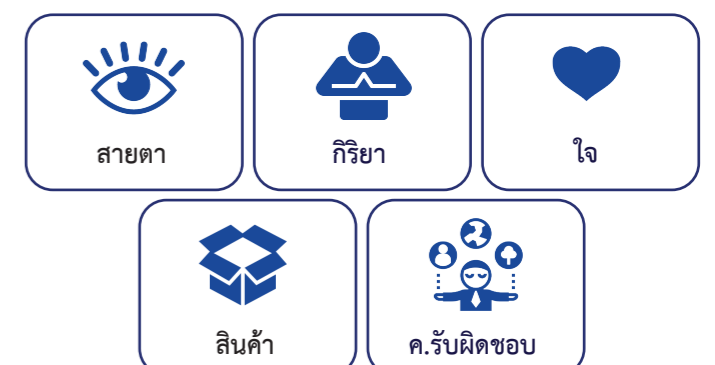 สายตา
กิริยา
ใจ
สินค้า
ค.รับผิดชอบ